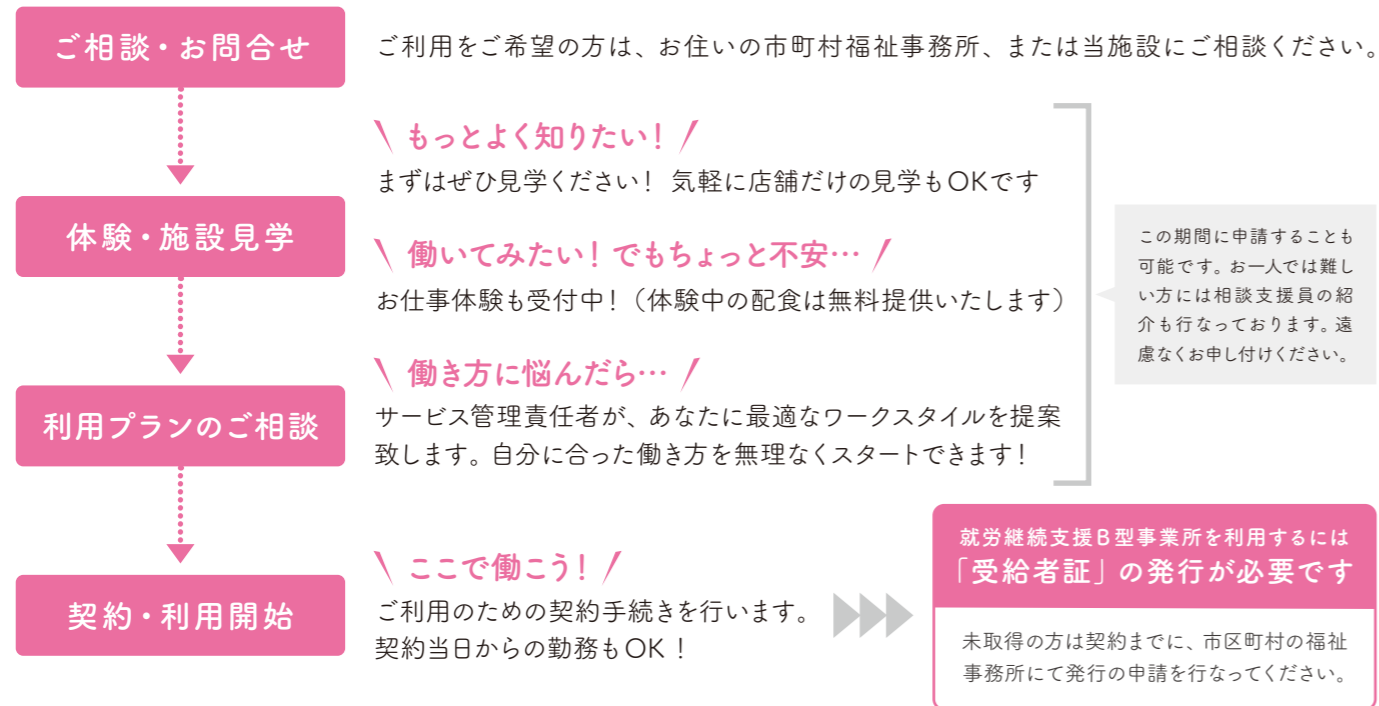 ご相談・お問合せ
ご利用をご希望の方は、お住いの市町村福祉事務所、または当施設にご相談ください。
もっとよく知りたい！
まずはぜひ見学ください！ 気軽に店舗だけの見学もOKです
体験・施設見学
働いてみたい！でもちょっと不安…
お仕事体験も受付中！（体験中の配食は無料提供いたします）
この期間に申請することも
可能です。お一人では難し
い方には相談支援員の紹
介も行なっております。遠
慮なくお申し付けください。
利用プランのご相談
働き方に悩んだら…
サービス管理責任者が、あなたに最適なワークスタイルを提案
致します。自分に合った働き方を無理なくスタートできます！
契約・利用開始
ここで働こう！
ご利用のための契約手続きを行います。
契約当日からの勤務もOK！
就労継続支援B型事業所を利用するには
「受給者証」の発行が必要です
未取得の方は契約までに、市区町村の福祉
事務所にて発行の申請を行なってください。